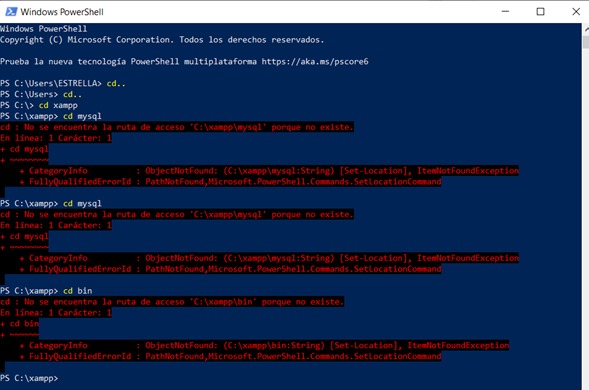 Windows PowerShell
Windows PowerShell
Copyright (C) Microsoft Corporation. Todos los derechos reservados.
Prueba la nueva tecnología PowerShell multiplataforma https://aka.ms/pscore6
PS C:\Users\ESTRELLA> cd..
PS C:\Users> cd..
PS C:\> cd xampp
PS C:\xampp> cd mysql
cd : No se encuentra la ruta de acceso 'C:\xampp\mysql' porque no existe.
En línea: 1 Carácter: 1
+ cd mysql
+ ~~~~~~~~
+ CategoryInfo : ObjectNotFound: (C:\xampp\mysql:String) [Set-Location], ItemNotFoundException
+ FullyQualifiedErrorId : PathNotFound,Microsoft.PowerShell.Commands.SetLocationCommand
PS C:\xampp> cd mysql
cd : No se encuentra la ruta de acceso 'C:\xampp\mysql' porque no existe.
En línea: 1 Carácter: 1
+ cd mysql
+ ~~~~~~~~
+ CategoryInfo : ObjectNotFound: (C:\xampp\mysql:String) [Set-Location], ItemNotFoundException
+ FullyQualifiedErrorId : PathNotFound,Microsoft.PowerShell.Commands.SetLocationCommand
PS C:\xampp> cd bin
cd : No se encuentra la ruta de acceso 'C:\xampp\bin' porque no existe.
En línea: 1 Carácter: 1
+ cd bin
+ ~~~~~~
+ CategoryInfo : ObjectNotFound: (C:\xampp\bin:String) [Set-Location], ItemNotFoundException
+ FullyQualifiedErrorId : PathNotFound,Microsoft.PowerShell.Commands.SetLocationCommand
PS C:\xampp>